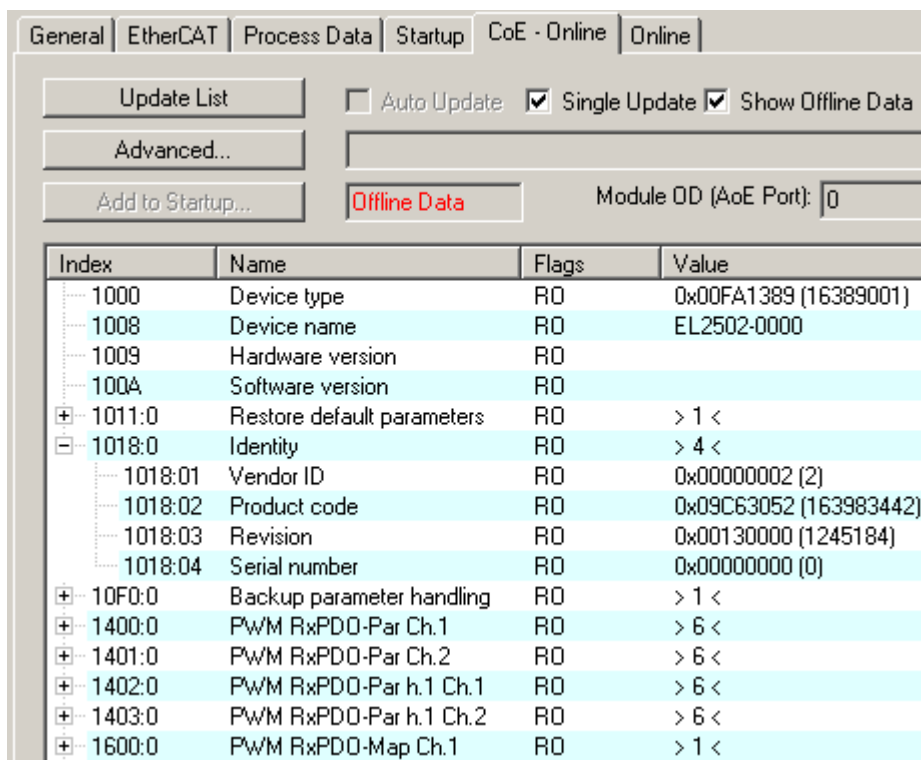 General EtherCAT Process Data Startup CoE - Online Online
Update List Auto Update Single Update Show Offline Data
Advanced...
Add to Startup... Offline Data Module OD (AoE Port): 0
Index Name Flags Value
1000 Device type RO 0x00FA1389 (16389001)
1008 Device name RO EL2502-0000
1009 Hardware version RO
100A Software version RO
1011:0 Restore default parameters RO > 1 <
1018:0 Identity RO > 4 <
1018:01 Vendor ID RO 0x00000002 (2)
1018:02 Product code RO 0x09C63052 (163983442)
1018:03 Revision RO 0x00130000 (1245184)
1018:04 Serial number RO 0x00000000 (0)
10F0:0 Backup parameter handling RO > 1 <
1400:0 PWM RxPDO-Par Ch.1 RO > 6 <
1401:0 PWM RxPDO-Par Ch.2 RO > 6 <
1402:0 PWM RxPDO-Par h.1 Ch.1 RO > 6 <
1403:0 PWM RxPDO-Par h.1 Ch.2 RO > 6 <
1600:0 PWM RxPDO-Map Ch.1 RO > 1 <